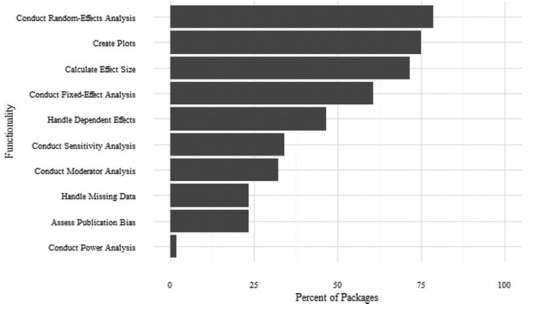 Conduct Random-Effects Analysis
Create Plots
Calculate Effect Size
Conduct Fixed-Effect Analysis
Handle Dependent Effects
Conduct Sensitivity Analysis
Conduct Moderator Analysis
Handle Missing Data
Assess Publication Bias
Conduct Power Analysis
Functionality
0 25 50 75 100
Percent of Packages